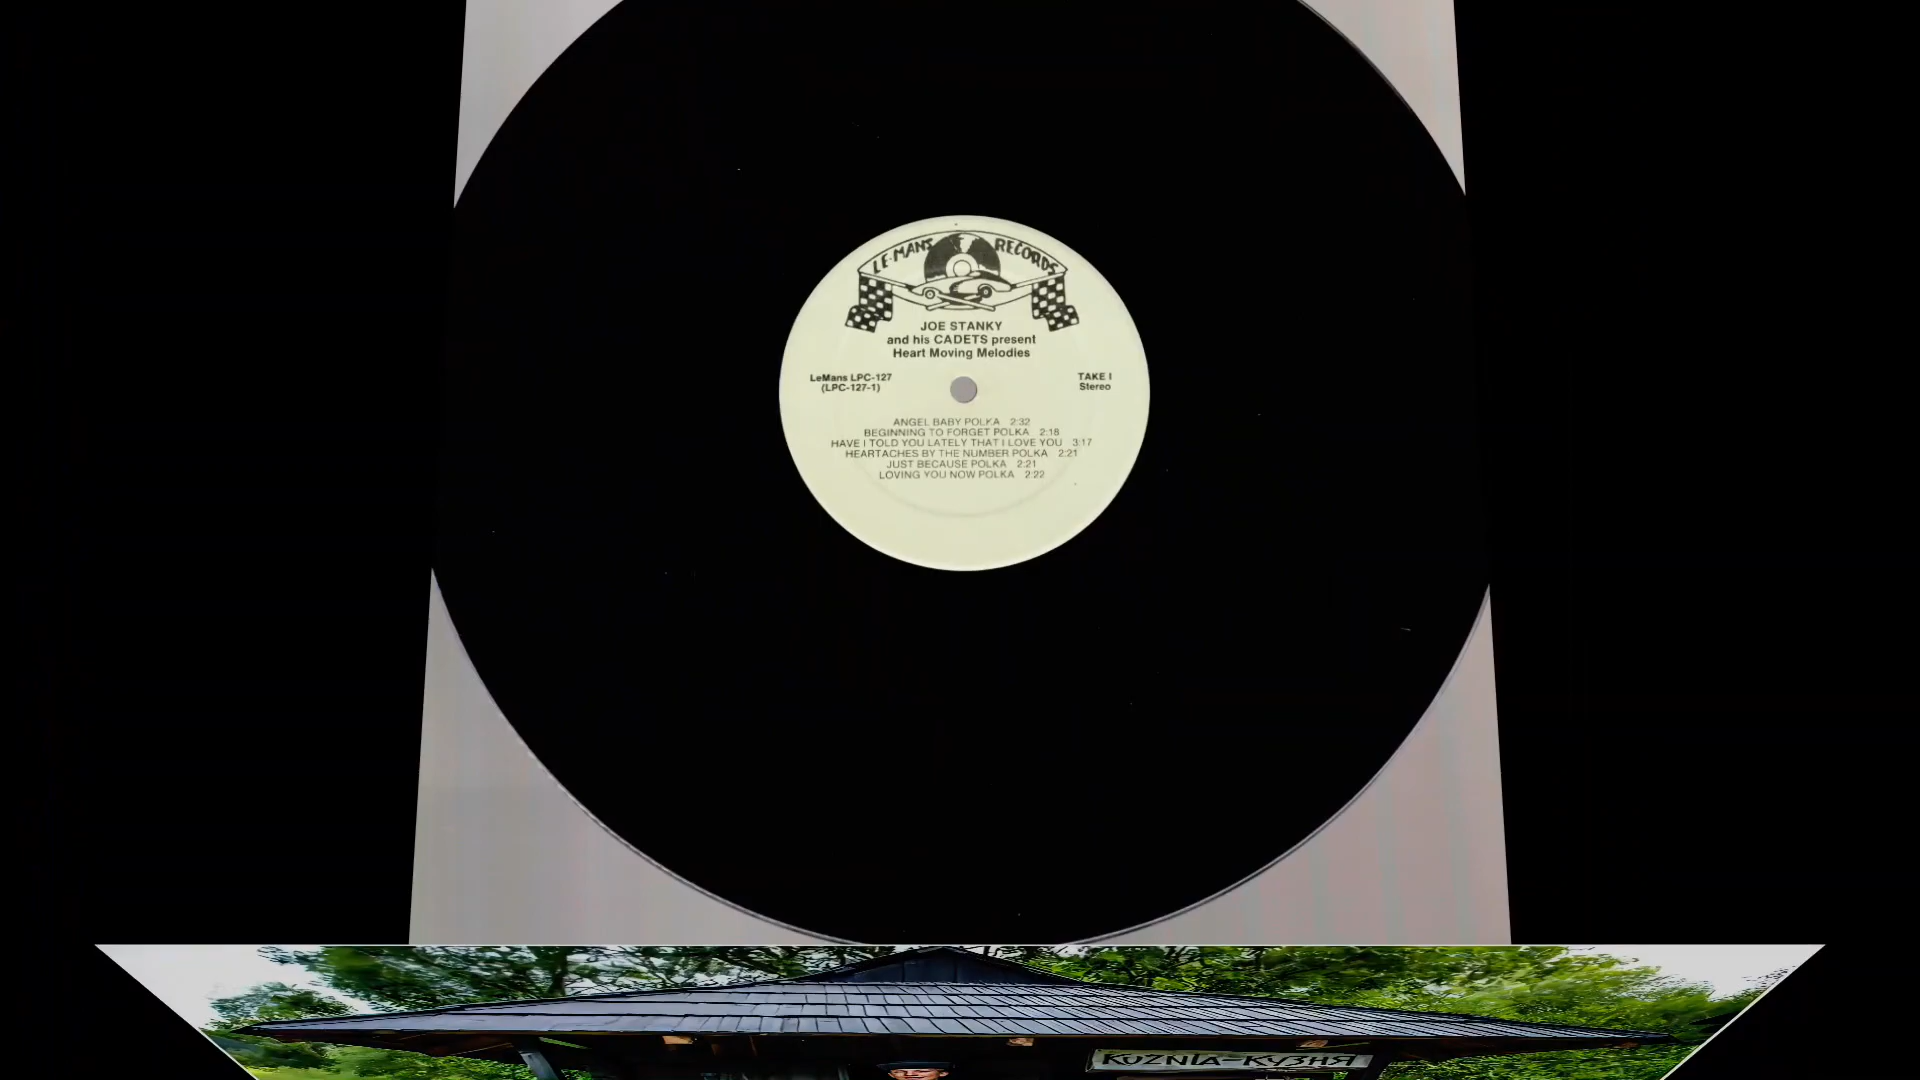 LE-MANS RECORDS
JOE STANKY
and his CADETS present
Heart Moving Melodies
LeMans LPC-127
(LPC-127-1)
TAKE I
Stereo
ANGEL BABY POLKA 2:32
BEGINNING TO FORGET POLKA 2:18
HAVE I TOLD YOU LATELY THAT I LOVE YOU 3:17
HEARTACHES BY THE NUMBER POLKA 2:21
JUST BECAUSE POLKA 2:21
LOVING YOU NOW POLKA 2:22
KUZNIA-КУЗНЯ